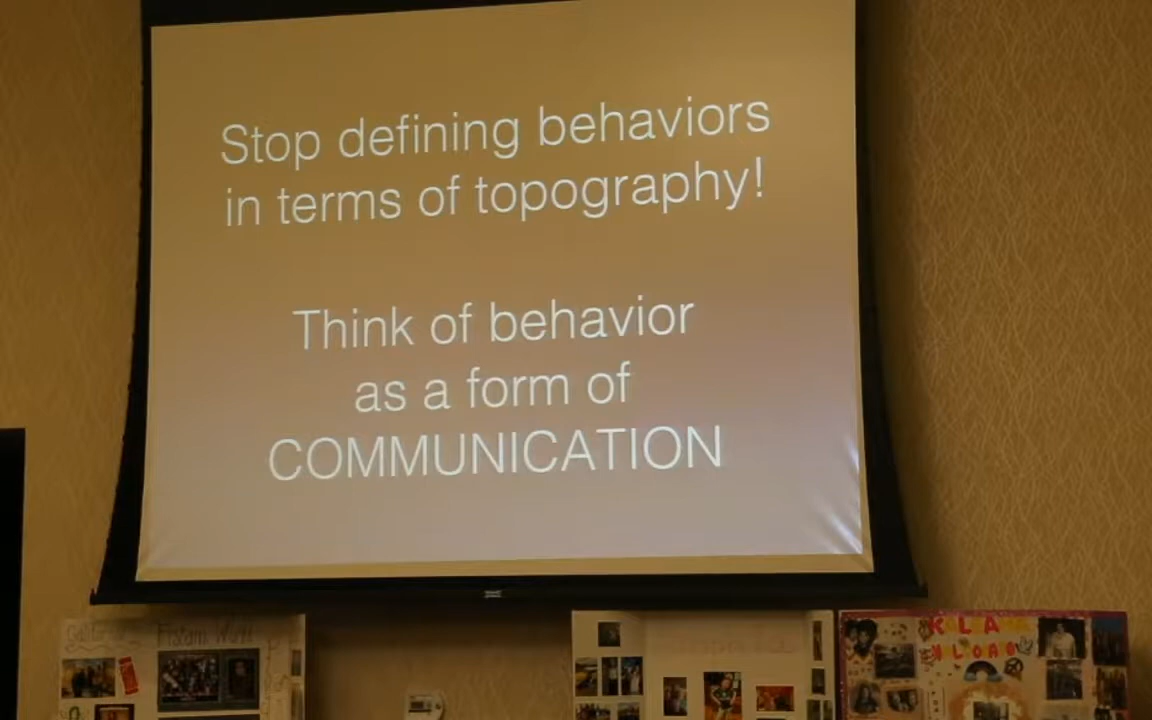 Stop defining behaviors
in terms of topography!
Think of behavior
as a form of
COMMUNICATION